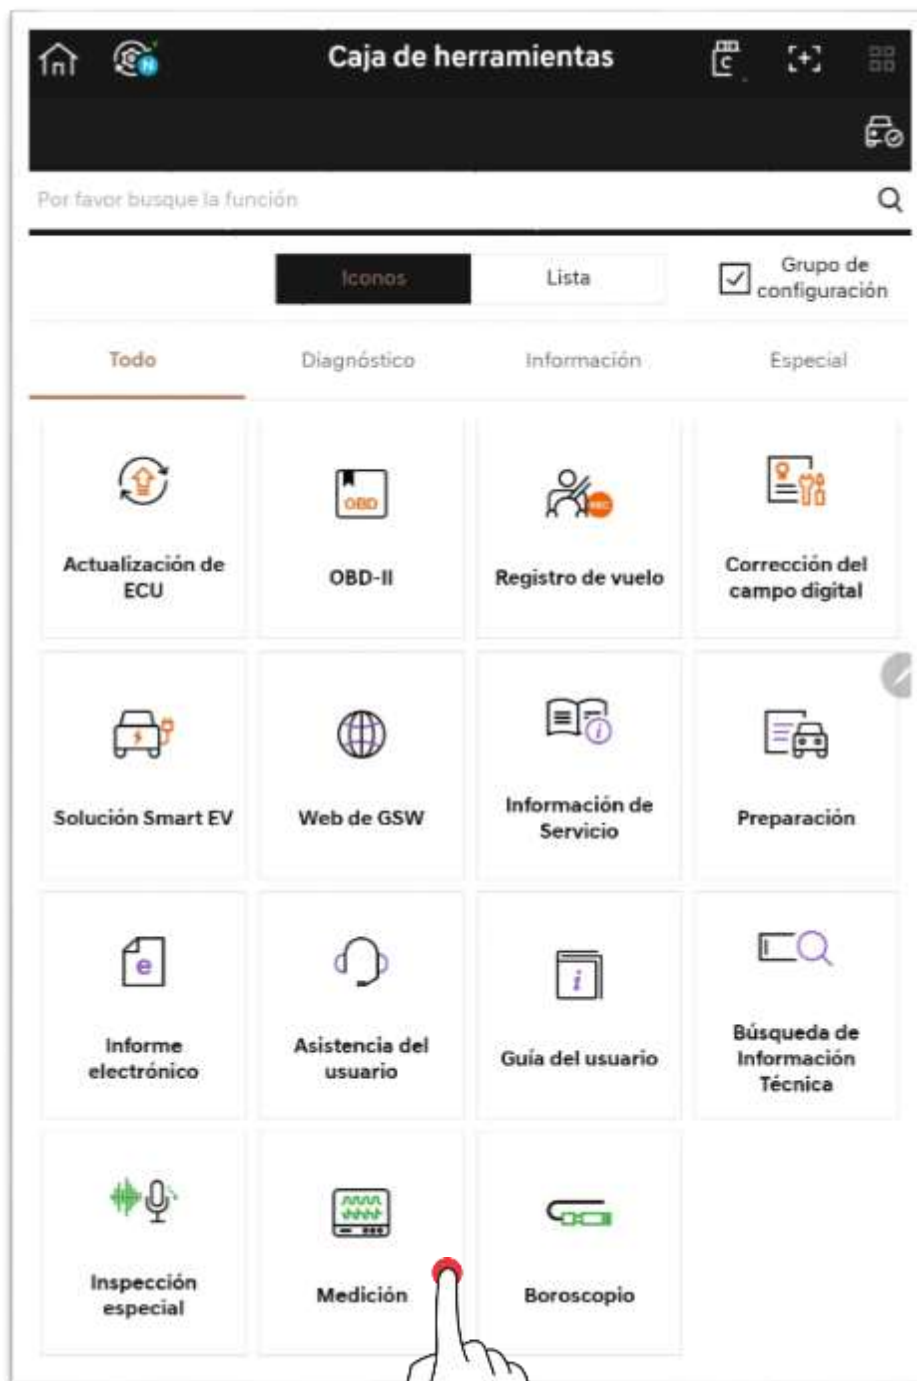 Caja de herramientas
C
N
Por favor busque la función
Iconos
Lista
Grupo de
configuración
Todo
Diagnóstico
Información
Especial
OBD
REC
Actualización de
ECU
OBD-II
Registro de vuelo
Corrección del
campo digital
i
Solución Smart EV
Web de GSW
Información de
Servicio
Preparación
e
i
Informe
electrónico
Asistencia del
usuario
Guía del usuario
Búsqueda de
Información
Técnica
Inspección
especial
Medición
Boroscopio